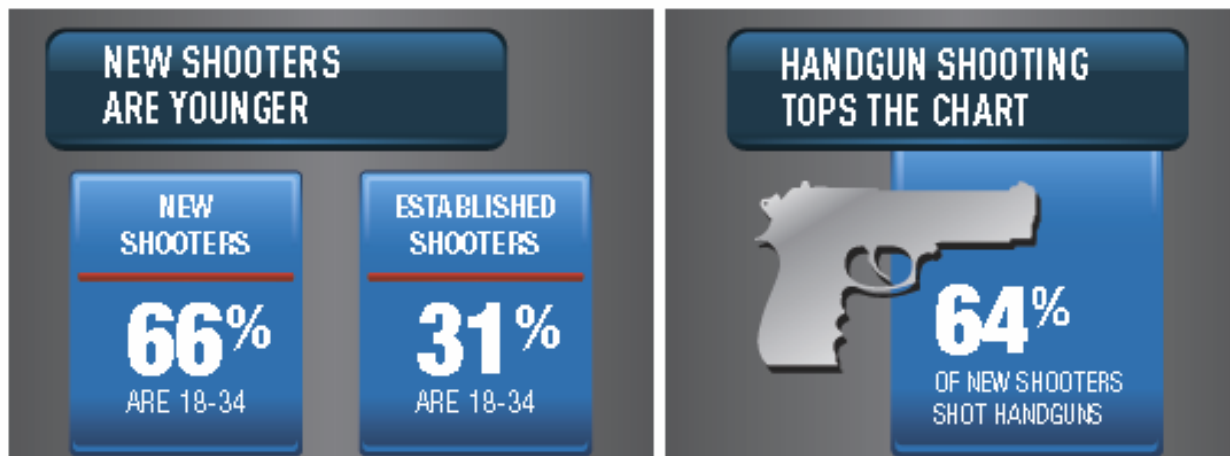 NEW SHOOTERS
ARE YOUNGER
NEW
SHOOTERS
66%
ARE 18-34
ESTABLISHED
SHOOTERS
31%
ARE 18-34
HANDGUN SHOOTING
TOPS THE CHART
64%
OF NEW SHOOTERS
SHOT HANDGUNS